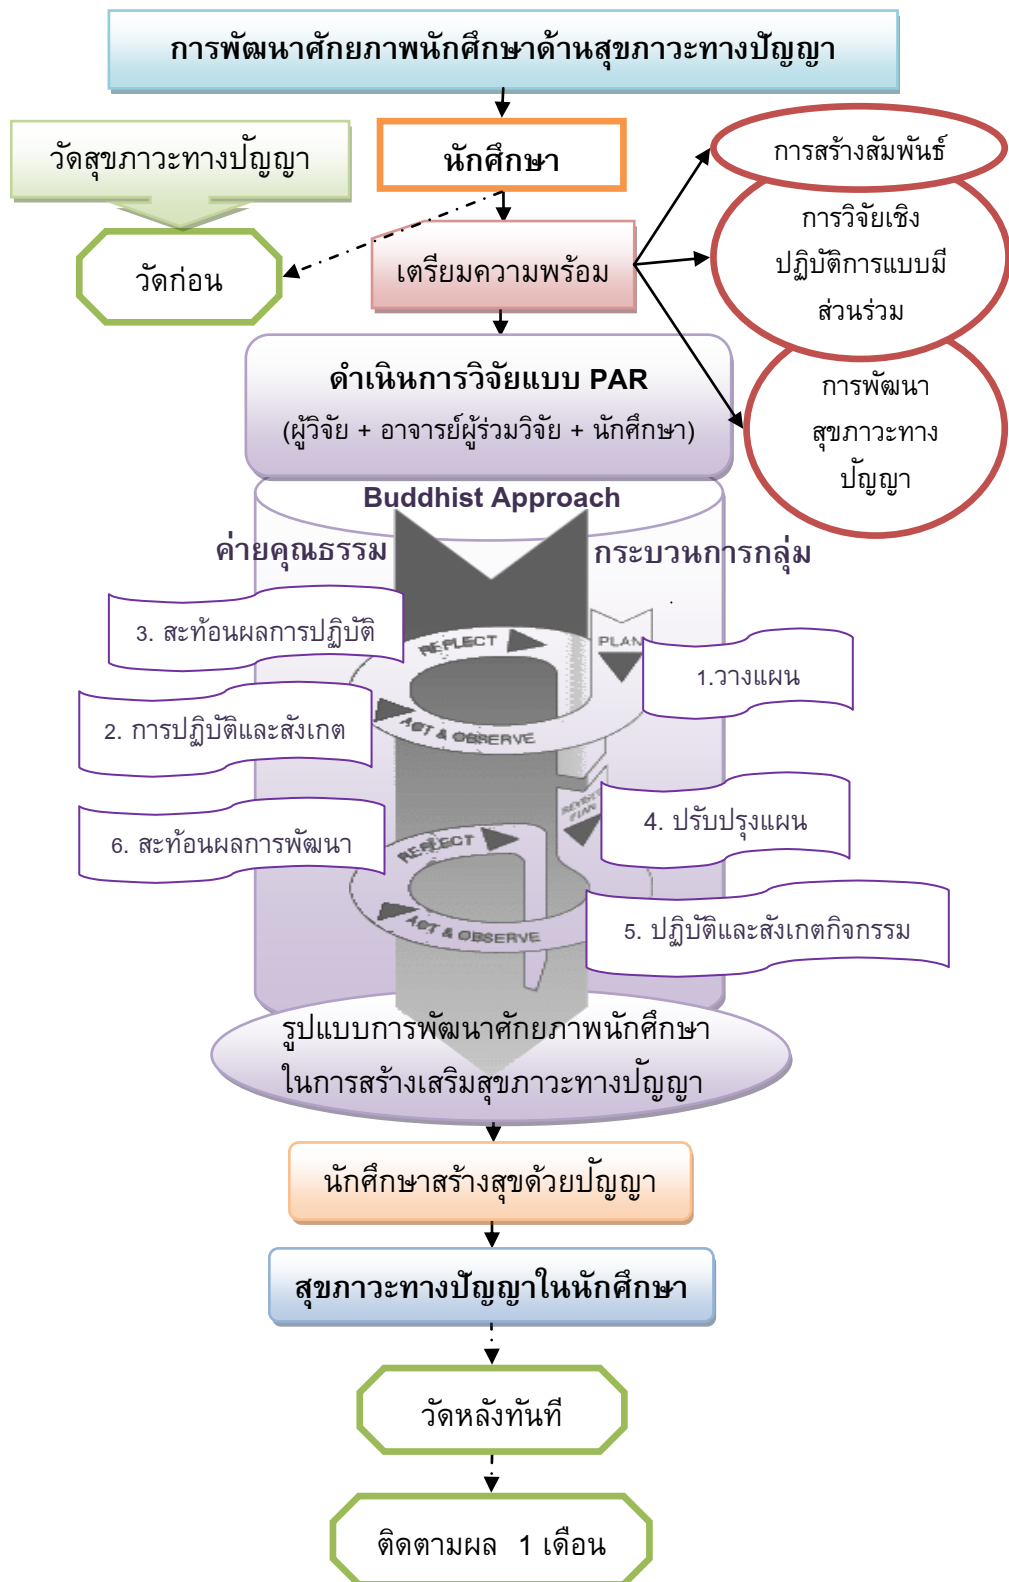 การพัฒนาศักยภาพนักศึกษาด้านสุขภาวะทางปัญญา
วัดสุขภาวะทางปัญญา
นักศึกษา
การสร้างสัมพันธ์
วัดก่อน
เตรียมความพร้อม
การวิจัยเชิง
ปฏิบัติการแบบมี
ส่วนร่วม
ดำเนินการวิจัยแบบ PAR
(ผู้วิจัย + อาจารย์ผู้ร่วมวิจัย + นักศึกษา)
การพัฒนา
สุขภาวะทาง
ปัญญา
Buddhist Approach
ค่ายคุณธรรม
กระบวนการกลุ่ม
3. สะท้อนผลการปฏิบัติ
REFLECT
PLAN
1.วางแผน
2. การปฏิบัติและสังเกต
ACT & OBSERVE
REVISED
PLAN
4. ปรับปรุงแผน
6. สะท้อนผลการพัฒนา
REFLECT
ACT & OBSERVE
5. ปฏิบัติและสังเกตกิจกรรม
รูปแบบการพัฒนาศักยภาพนักศึกษา
ในการสร้างเสริมสุขภาวะทางปัญญา
นักศึกษาสร้างสุขด้วยปัญญา
สุขภาวะทางปัญญาในนักศึกษา
วัดหลังทันที
ติดตามผล 1 เดือน